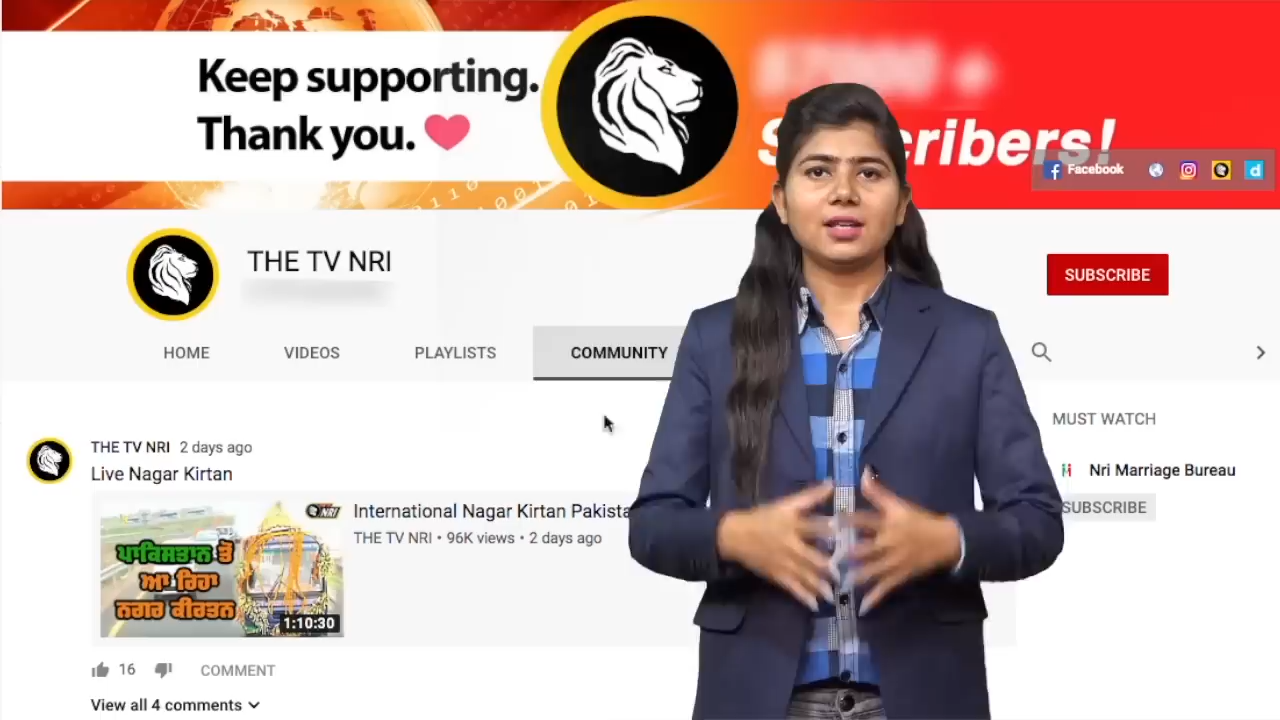 Keep supporting.
Thank you.
Subscribers!
Facebook
THE TV NRI
SUBSCRIBE
HOME
VIDEOS
PLAYLISTS
COMMUNITY
MUST WATCH
THE TV NRI 2 days ago
Live Nagar Kirtan
Nri Marriage Bureau
SUBSCRIBE
NRI
ਪਾਕਿਸਤਾਨ ਤੋਂ
ਆ ਰਿਹਾ
ਨਗਰ ਕੀਰਤਨ
1:10:30
International Nagar Kirtan Pakista
THE TV NRI • 96K views • 2 days ago
16 COMMENT
View all 4 comments